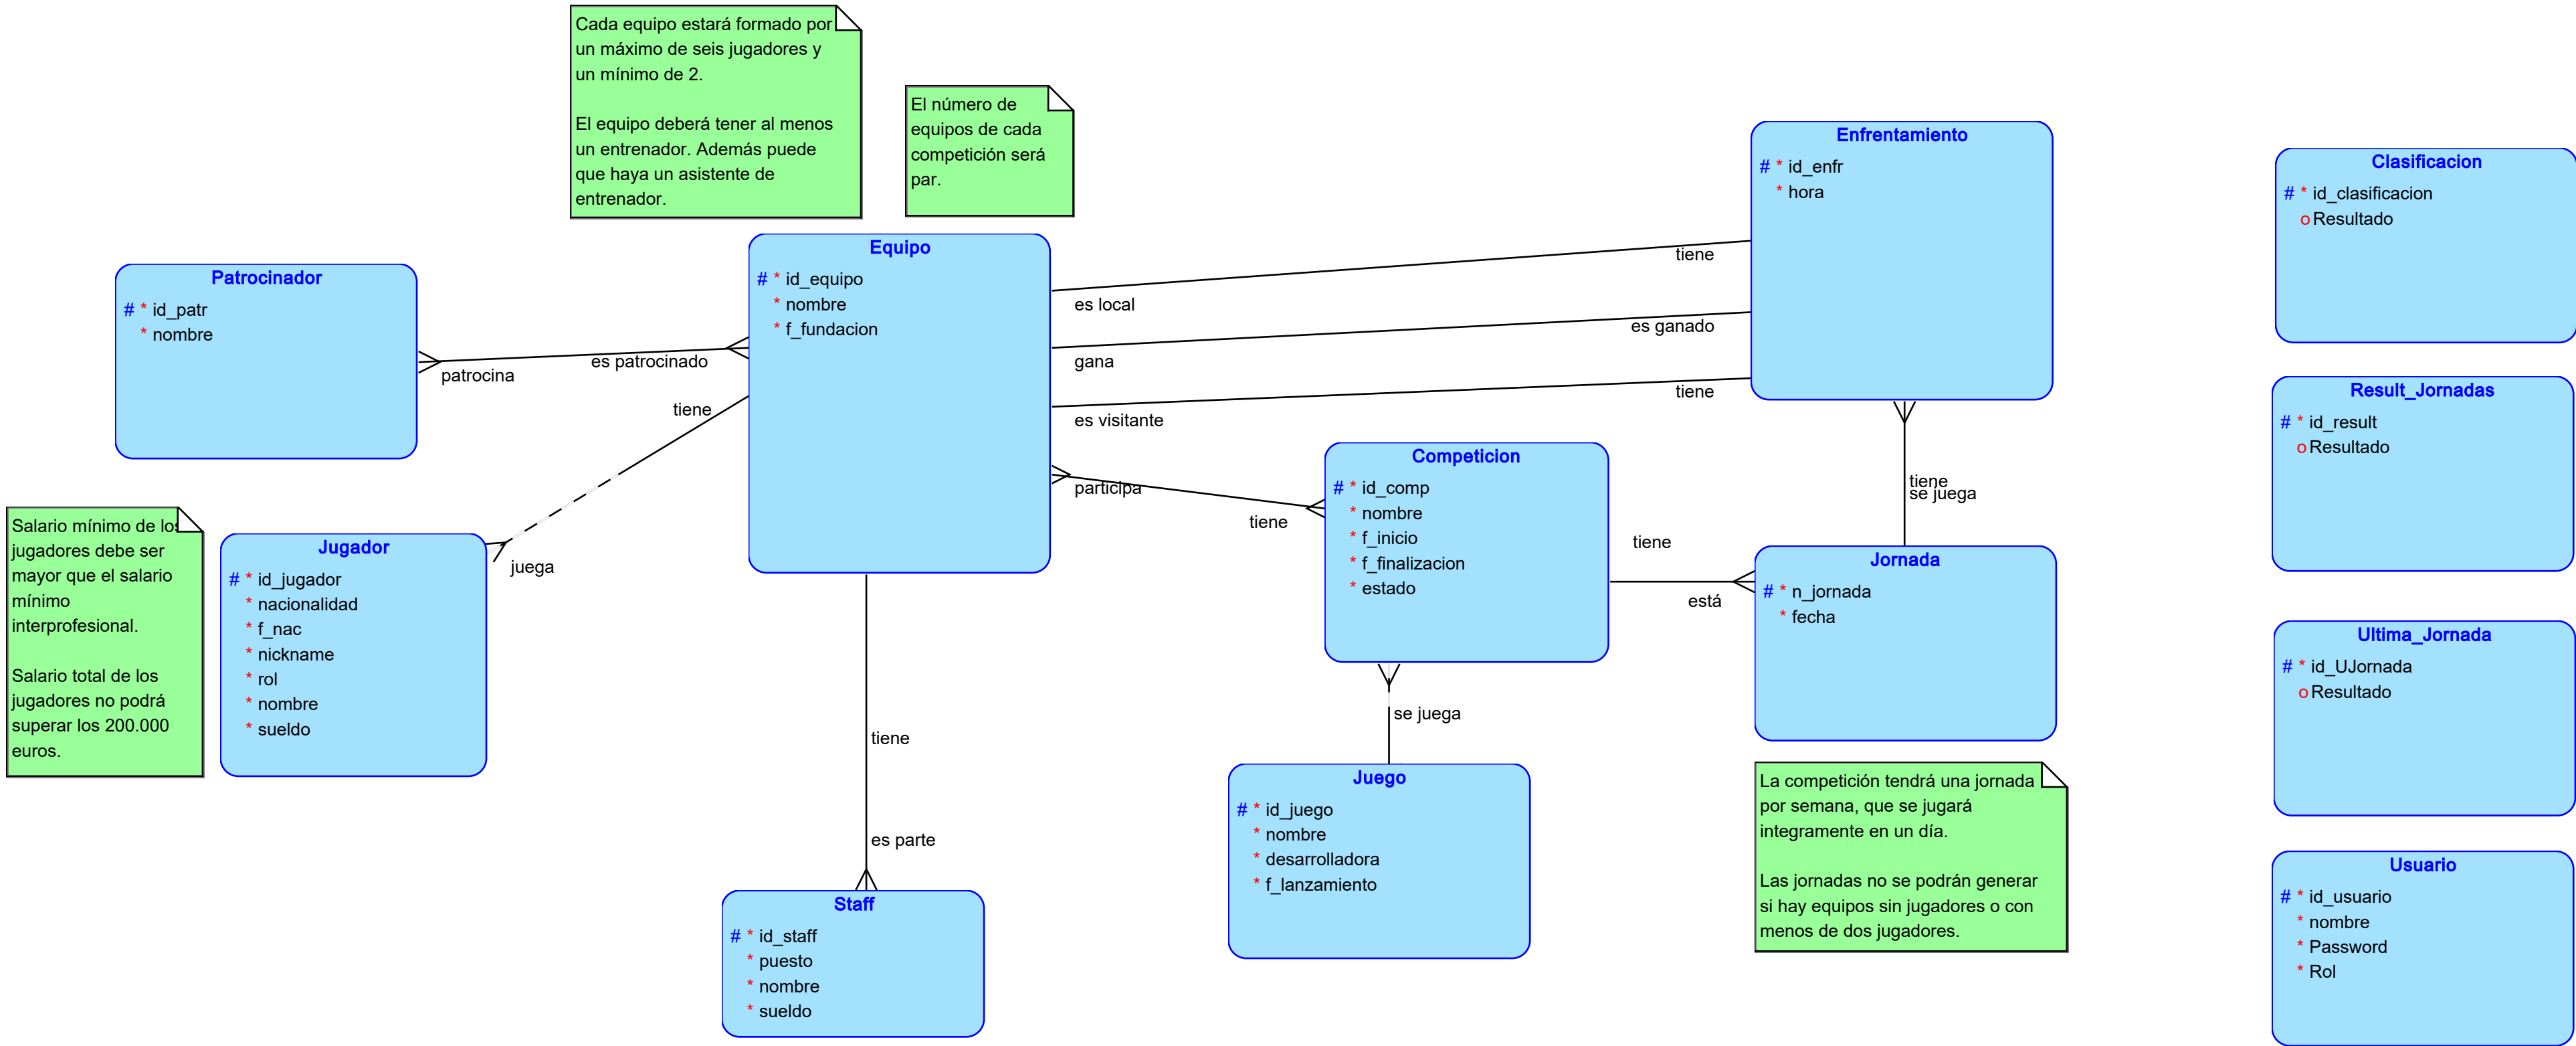 Cada equipo estará formado por
un máximo de seis jugadores y
un mínimo de 2.
El equipo deberá tener al menos
un entrenador. Además puede
que haya un asistente de
entrenador.
El número de
equipos de cada
competición será
par.
Patrocinador
# * id_patr
* nombre
patrocina
es patrocinado
Equipo
# * id_equipo
* nombre
* f_fundacion
es local
tiene
gana
es ganado
es visitante
tiene
Enfrentamiento
# * id_enfr
* hora
tiene
juega
participa
tiene
Salario mínimo de los
jugadores debe ser
mayor que el salario
mínimo
interprofesional.
Salario total de los
jugadores no podrá
superar los 200.000
euros.
Jugador
# * id_jugador
* nacionalidad
* f_nac
* nickname
* rol
* nombre
* sueldo
Competicion
# * id_comp
* nombre
* f_inicio
* f_finalizacion
* estado
tiene
está
tiene
se juega
Jornada
# * n_jornada
* fecha
se juega
tiene
es parte
Staff
# * id_staff
* puesto
* nombre
* sueldo
Juego
# * id_juego
* nombre
* desarrolladora
* f_lanzamiento
La competición tendrá una jornada
por semana, que se jugará
integramente en un día.
Las jornadas no se podrán generar
si hay equipos sin jugadores o con
menos de dos jugadores.
Clasificacion
# * id_clasificacion
o Resultado
Result_Jornadas
# * id_result
o Resultado
Ultima_Jornada
# * id_UJornada
o Resultado
Usuario
# * id_usuario
* nombre
* Password
* Rol